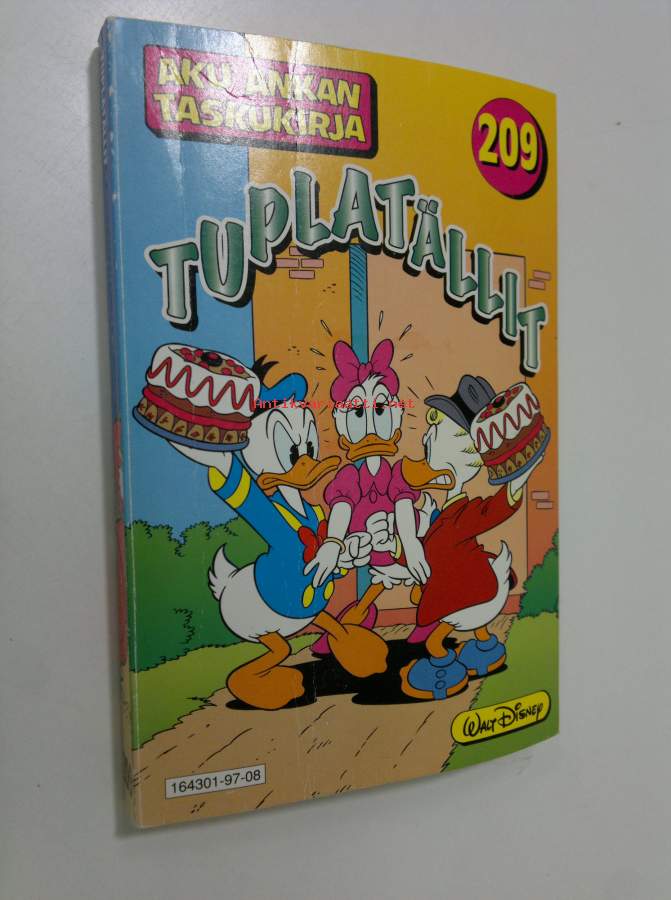 AKU ANKAN
TASKUKIRJA
209
TUPLATÄLLIT
Antikvariaatti.net
WALT DISNEY
164301-97-08